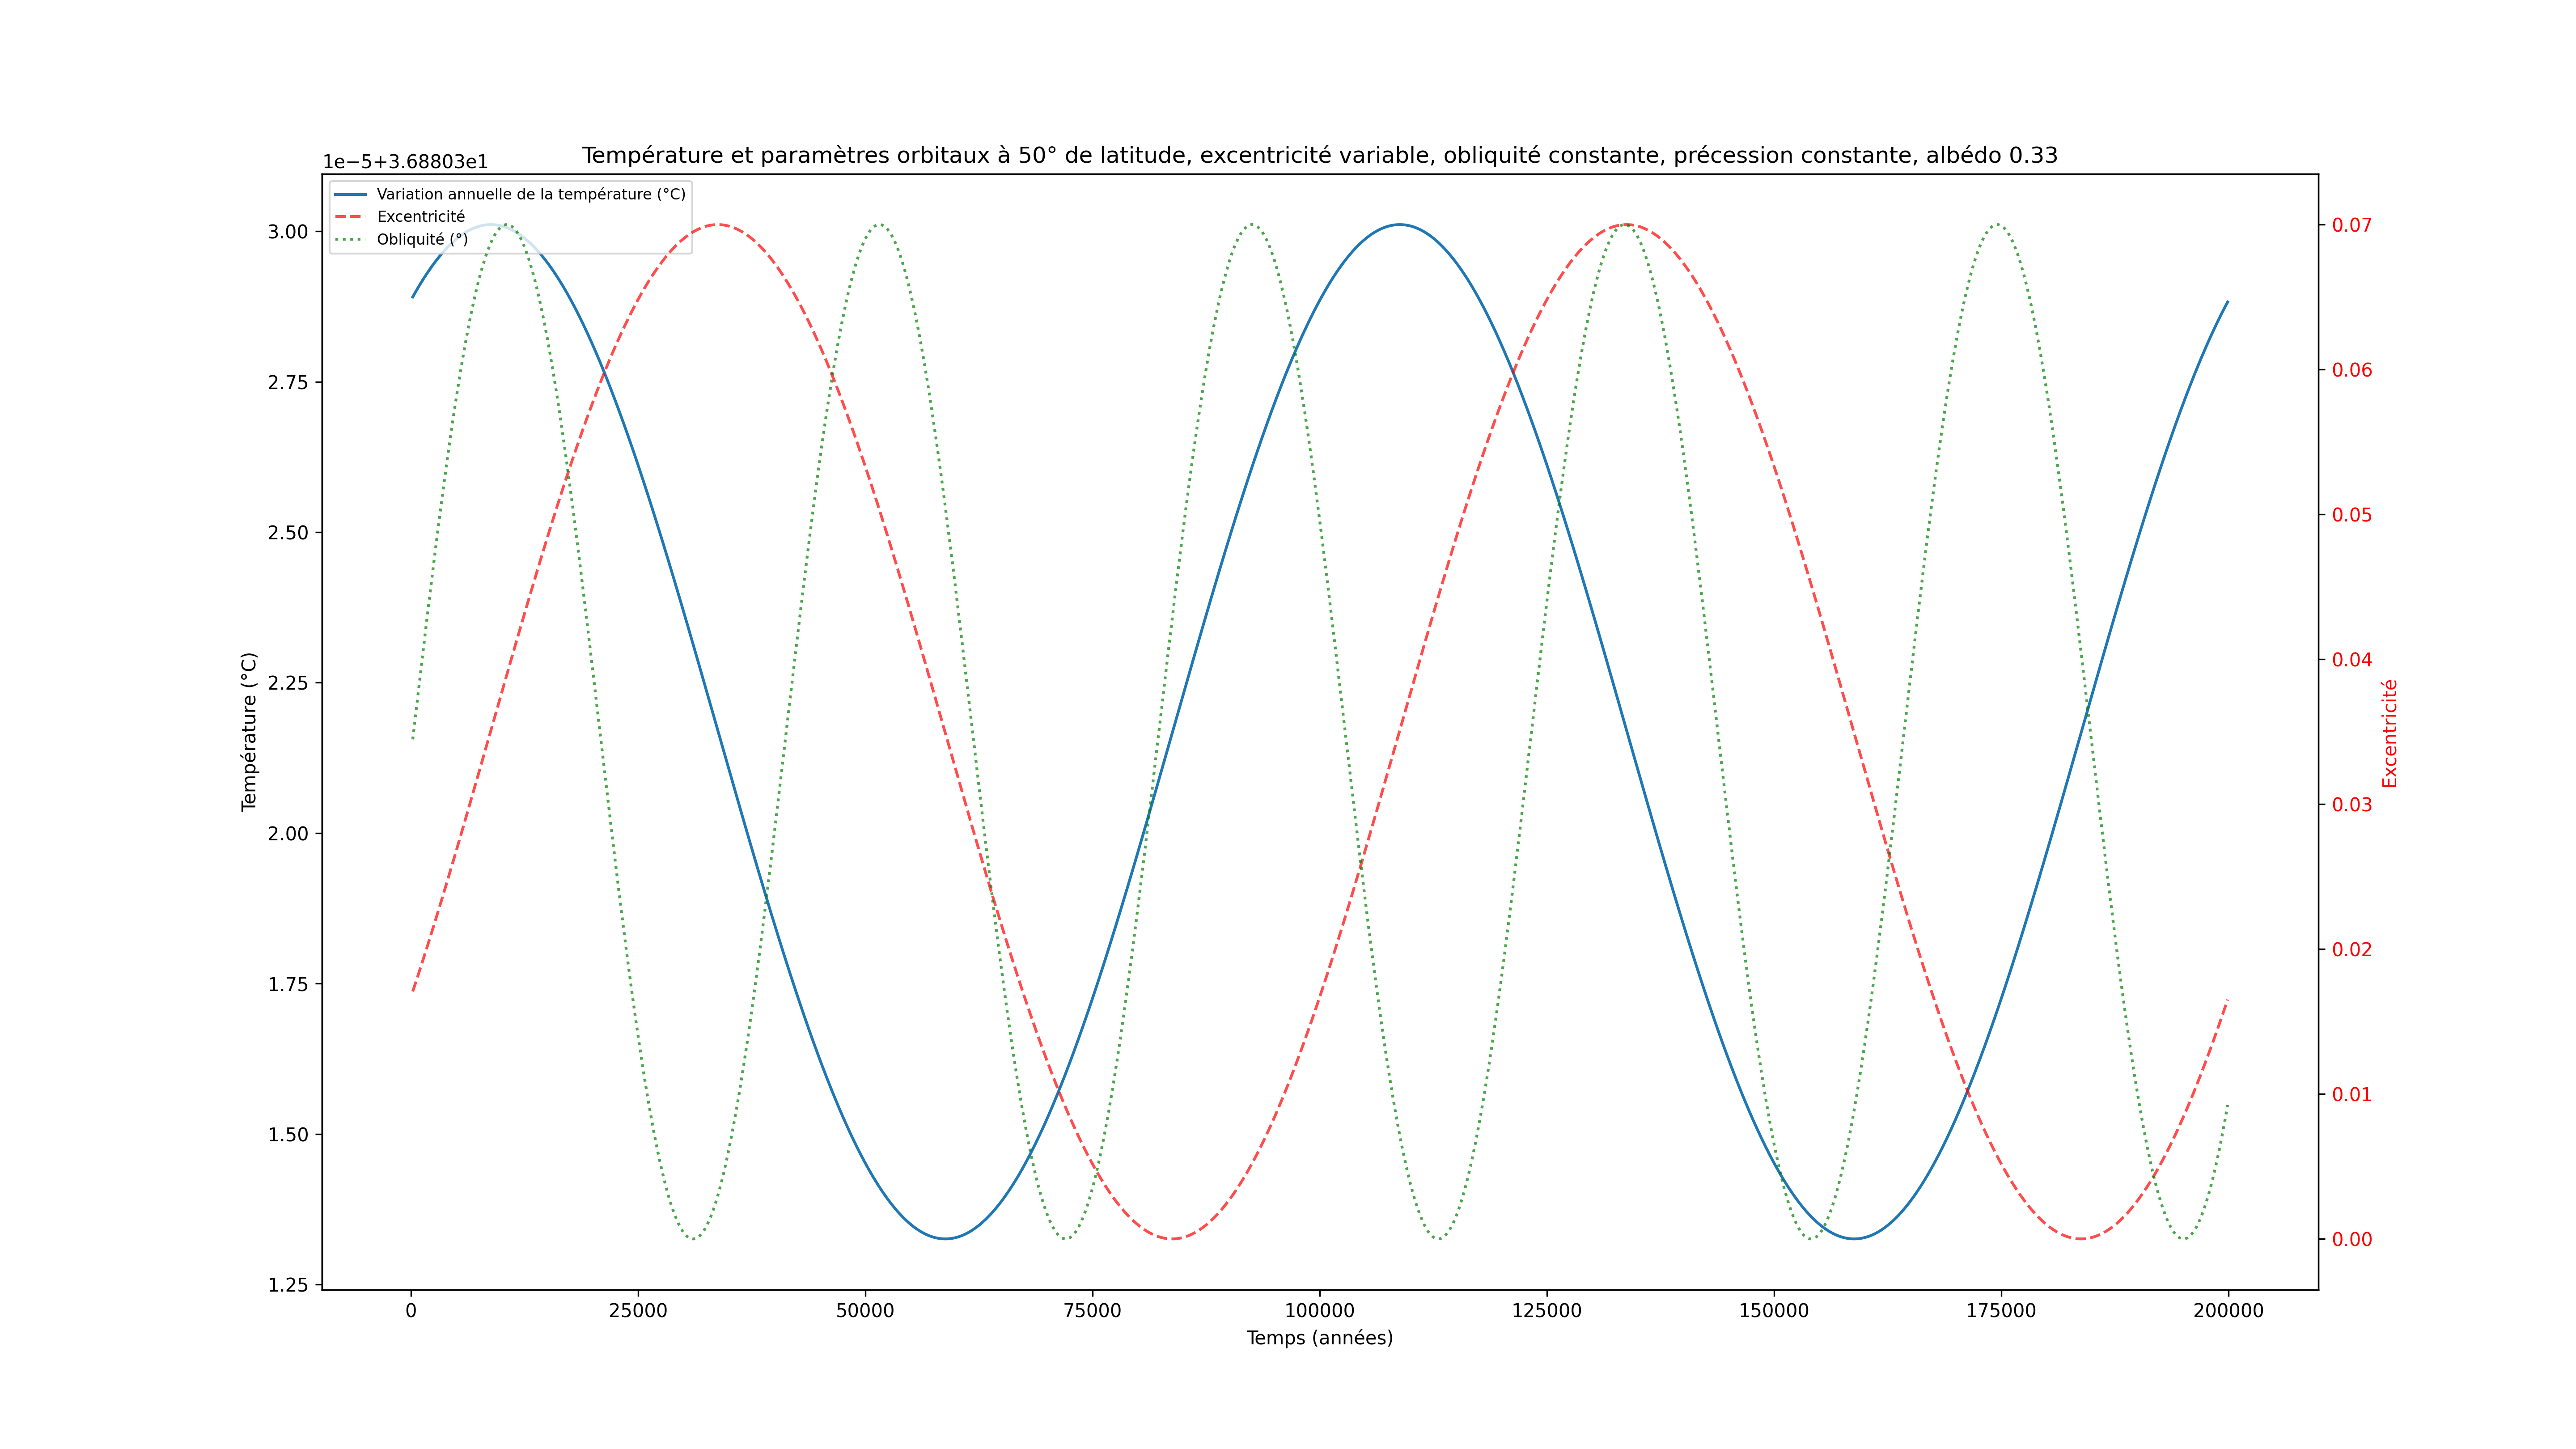 Température et paramètres orbitaux à 50° de latitude, excentricité variable, obliquité constante, précession constante, albédo 0.33
1e−5+3.68803e1
Variation annuelle de la température (°C)
Excentricité
Obliquité (°)
3.00
2.75
2.50
2.25
2.00
1.75
1.50
1.25
Température (°C)
0.07
0.06
0.05
0.04
0.03
0.02
0.01
0.00
Excentricité
0 25000 50000 75000 100000 125000 150000 175000 200000
Temps (années)